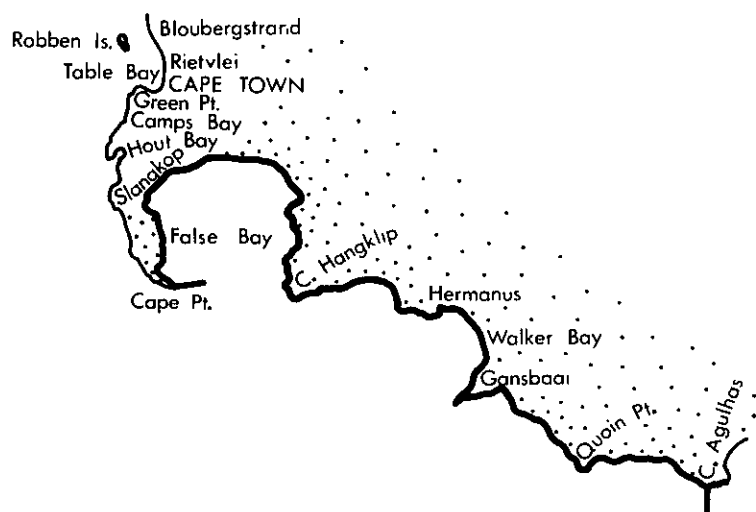 Bloubergstrand
Robben Is.
Rietvlei
Table Bay
CAPE TOWN
Green Pt.
Camps Bay
Hout Bay
Slangkop
False Bay
C. Hangklip
Cape Pt.
Hermanus
Walker Bay
Gansbaai
Quoin Pt.
C. Agulhas